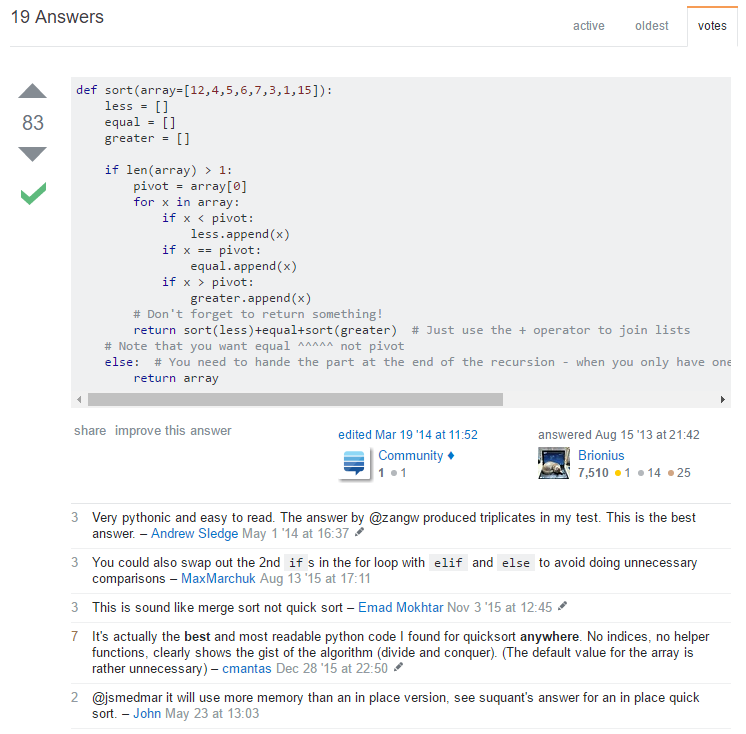 19 Answers
active oldest votes
83
def sort(array=[12,4,5,6,7,3,1,15]):
    less = []
    equal = []
    greater = []

    if len(array) > 1:
        pivot = array[0]
        for x in array:
            if x < pivot:
                less.append(x)
            if x == pivot:
                equal.append(x)
            if x > pivot:
                greater.append(x)
        # Don't forget to return something!
        return sort(less)+equal+sort(greater)  # Just use the + operator to join lists
    # Note that you want equal ^^^^^ not pivot
    else:  # You need to hande the part at the end of the recursion - when you only have one
        return array
share improve this answer
edited Mar 19 '14 at 11:52
Community ♦
1 ●1
answered Aug 15 '13 at 21:42
Brionius
7,510 ●1 ●14 ●25
3 Very pythonic and easy to read. The answer by @zangw produced triplicates in my test. This is the best
answer. – Andrew Sledge May 1 '14 at 16:37
3 You could also swap out the 2nd if s in the for loop with elif and else to avoid doing unnecessary
comparisons – MaxMarchuk Aug 13 '15 at 17:11
3 This is sound like merge sort not quick sort – Emad Mokhtar Nov 3 '15 at 12:45
7 It's actually the best and most readable python code I found for quicksort anywhere. No indices, no helper
functions, clearly shows the gist of the algorithm (divide and conquer). (The default value for the array is
rather unnecessary) – cmantas Dec 28 '15 at 22:50
2 @jsmedmar it will use more memory than an in place version, see suquant's answer for an in place quick
sort. – John May 23 at 13:03